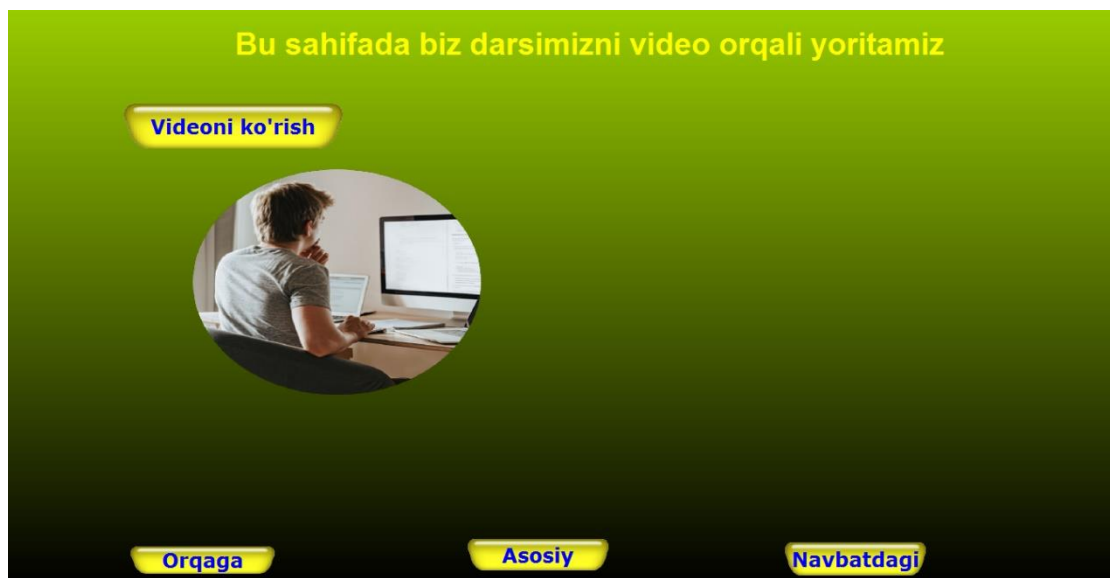 Bu sahifada biz darsimizni video orqali yoritamiz
Videoni ko'rish
Orqaga
Asosiy
Navbatdagi